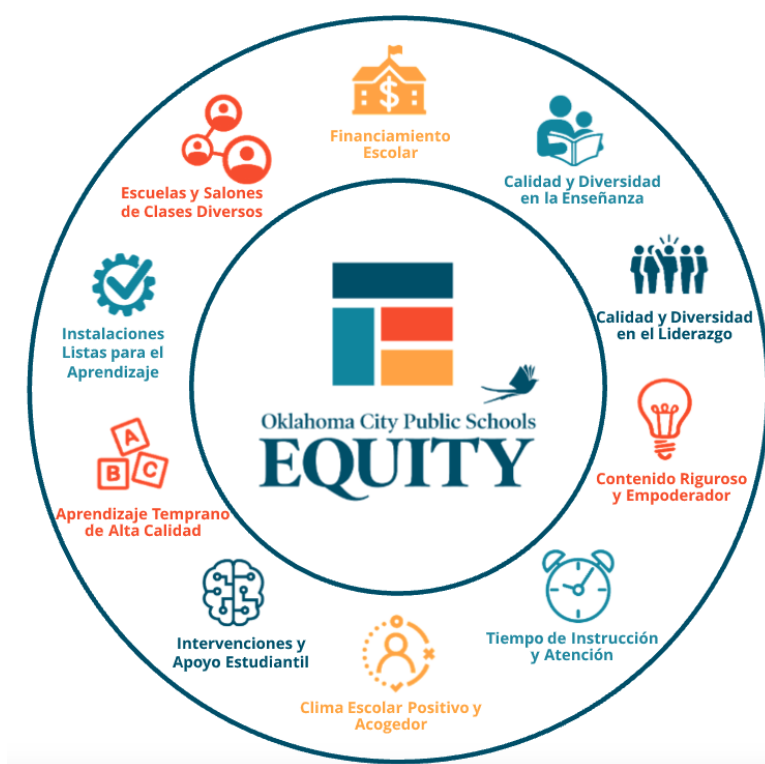 Financiamiento
Escolar
Calidad y Diversidad
en la Enseñanza
Calidad y Diversidad
en el Liderazgo
Contenido Riguroso
y Empoderador
Tiempo de Instrucción
y Atención
Clima Escolar Positivo y
Acogedor
Intervenciones y
Apoyo Estudiantil
Aprendizaje Temprano
de Alta Calidad
A
B C
Instalaciones
Listas para el
Aprendizaje
Escuelas y Salones
de Clases Diversos
Oklahoma City Public Schools
EQUITY